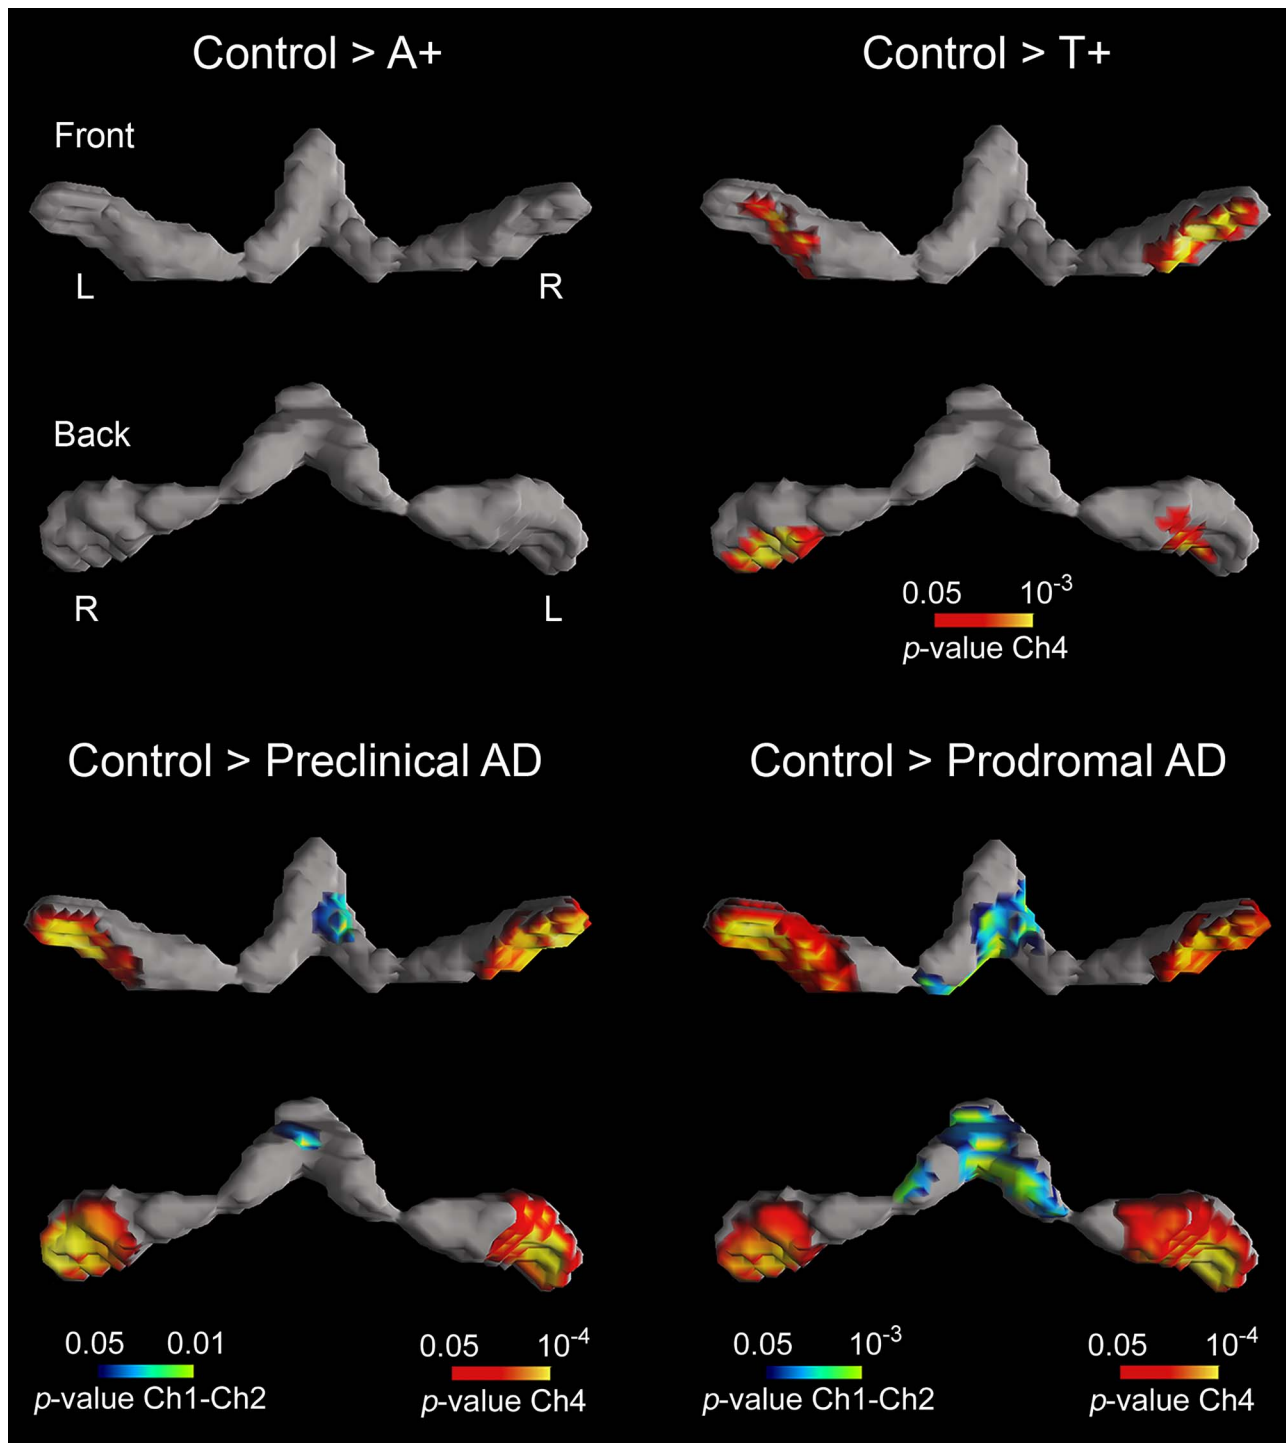 Control > A+
Control > T+
Front
L
R
Back
R
L
0.05 10⁻³
p-value Ch4
Control > Preclinical AD
Control > Prodromal AD
0.05 0.01
p-value Ch1-Ch2
0.05 10⁻⁴
p-value Ch4
0.05 10⁻³
p-value Ch1-Ch2
0.05 10⁻⁴
p-value Ch4